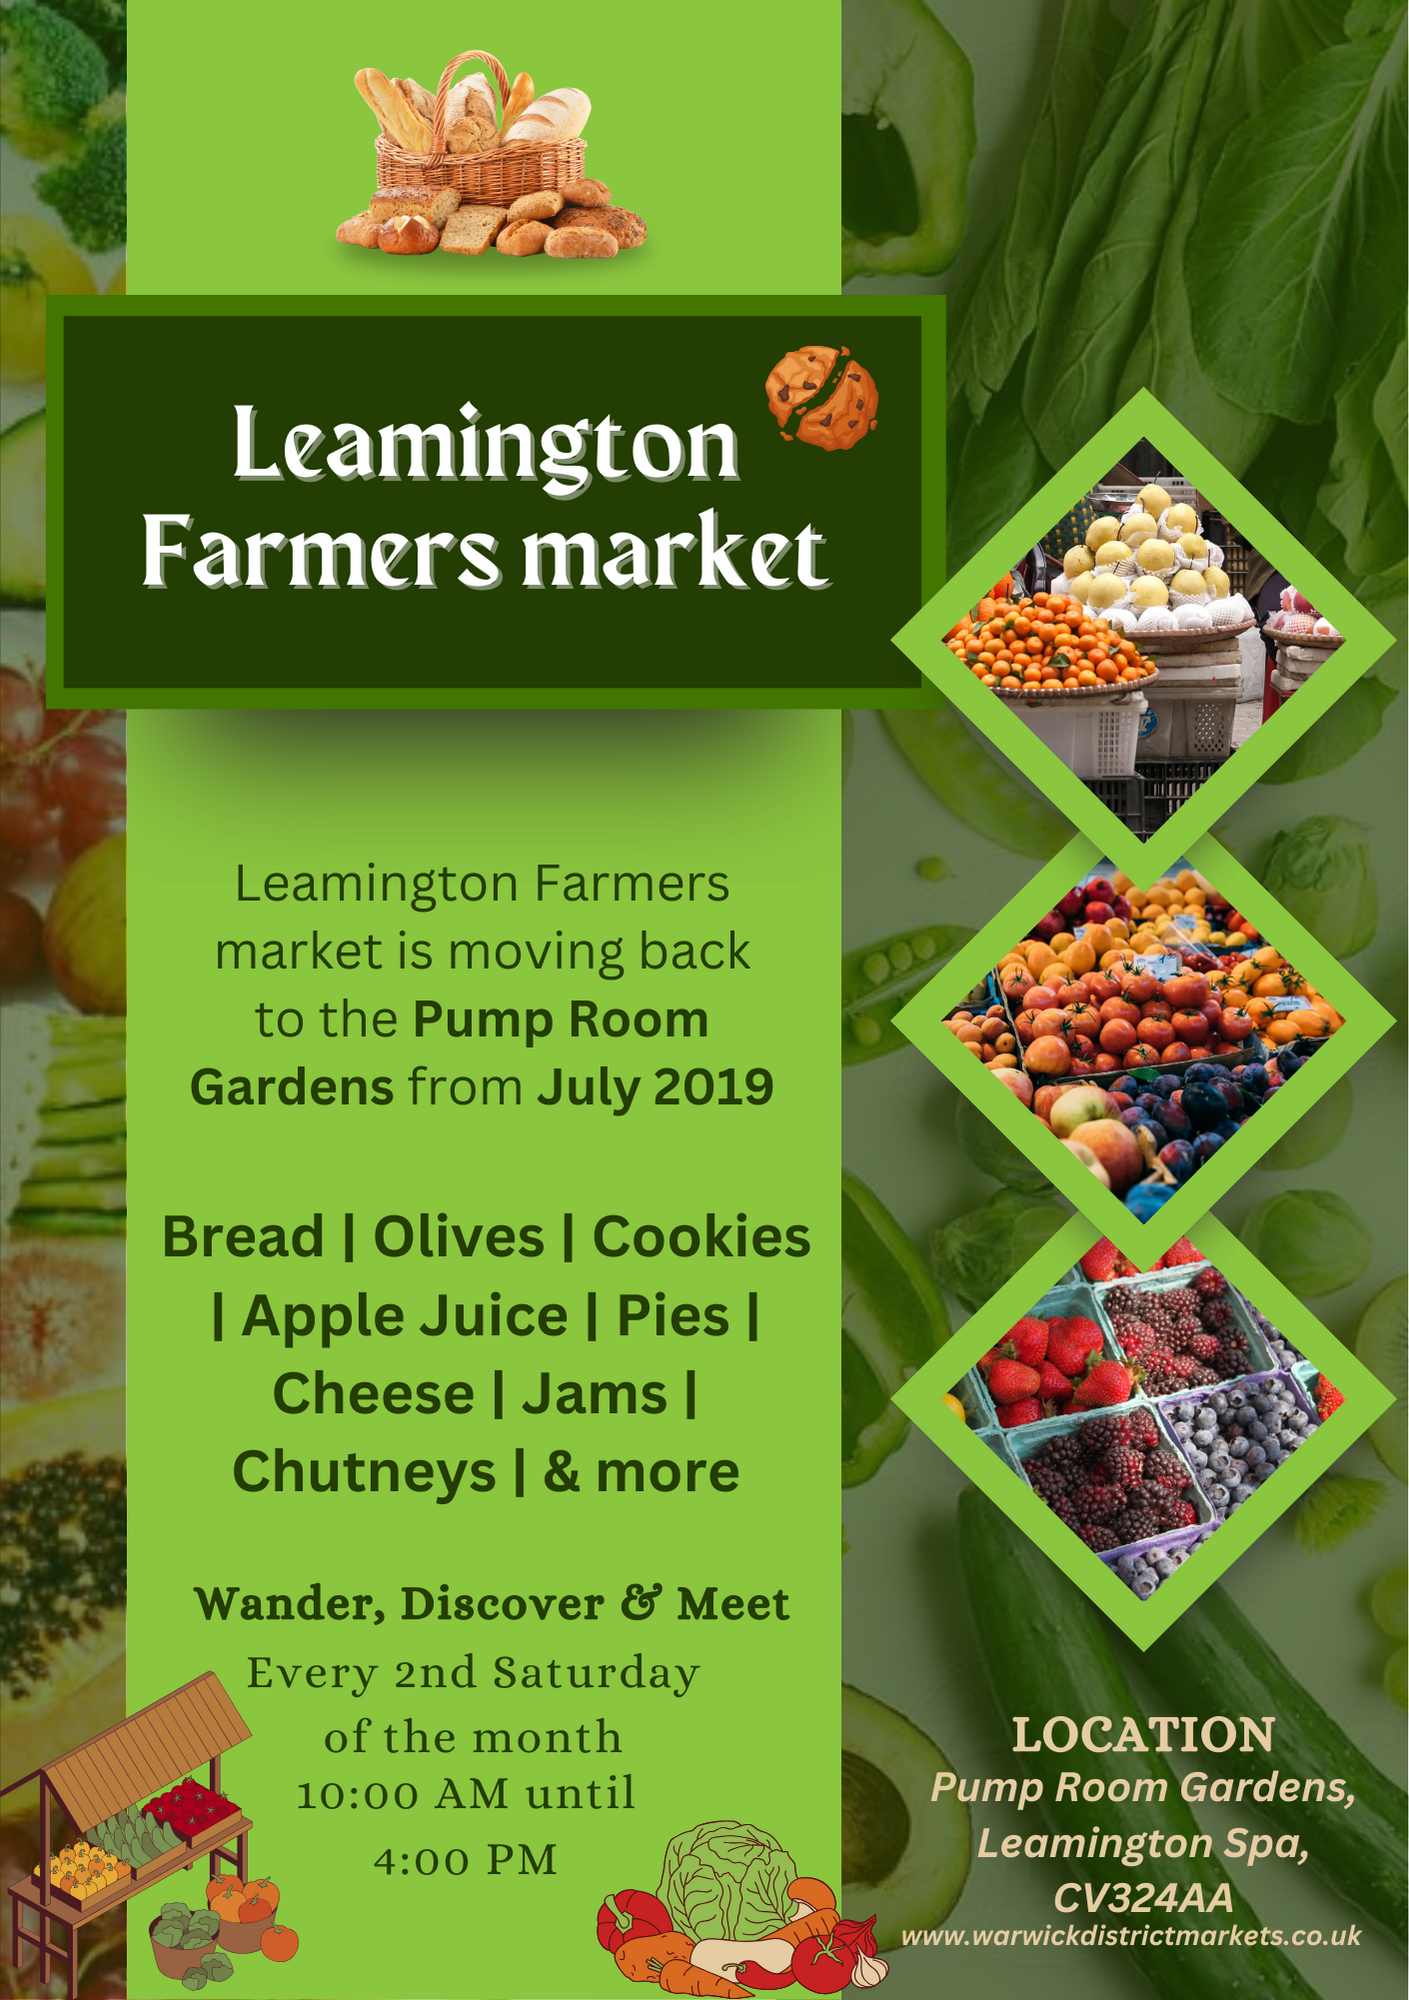 Leamington
Farmers market
Leamington Farmers
market is moving back
to the Pump Room
Gardens from July 2019
Bread | Olives | Cookies
| Apple Juice | Pies |
Cheese | Jams |
Chutneys | & more
Wander, Discover & Meet
Every 2nd Saturday
of the month
10:00 AM until
4:00 PM
LOCATION
Pump Room Gardens,
Leamington Spa,
CV324AA
www.warwickdistrictmarkets.co.uk